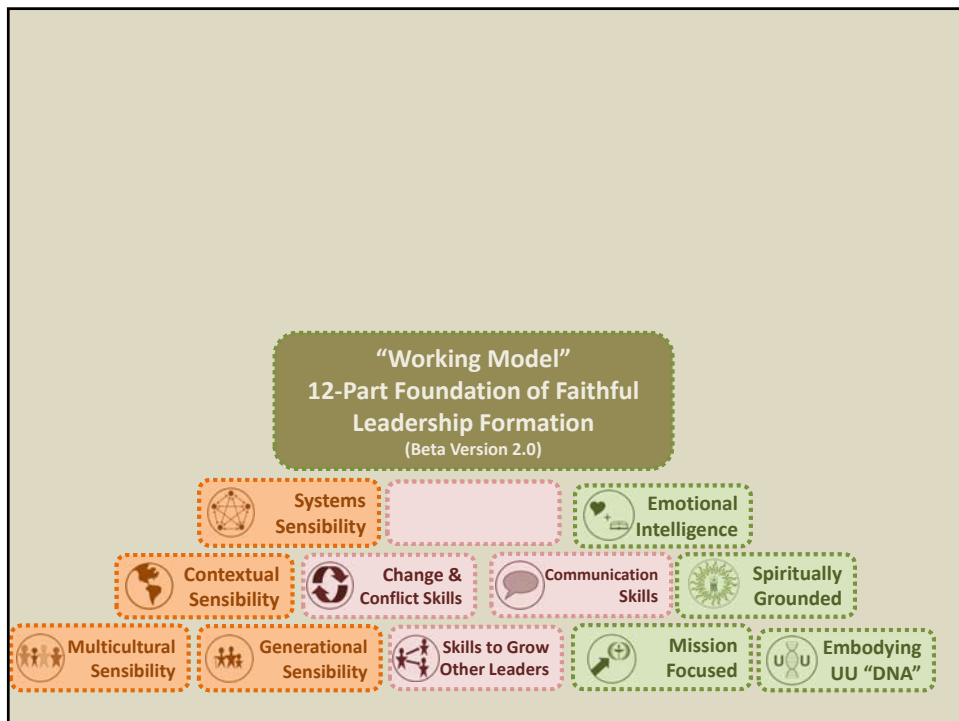 “Working Model”
12-Part Foundation of Faithful
Leadership Formation
(Beta Version 2.0)
Systems
Sensibility
Emotional
Intelligence
Contextual
Sensibility
Change &
Conflict Skills
Communication
Skills
Spiritually
Grounded
Multicultural
Sensibility
Generational
Sensibility
Skills to Grow
Other Leaders
Mission
Focused
U U
Embodying
UU “DNA”